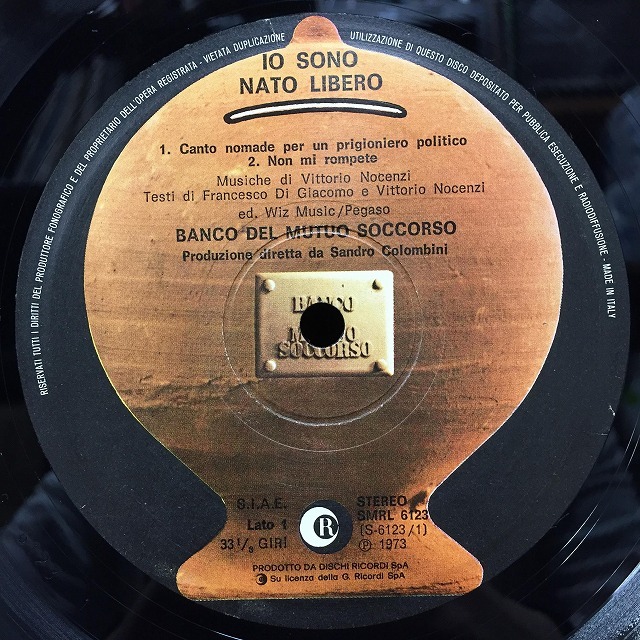 RISERVATI TUTTI I DIRITTI DEL PRODUTTORE FONOGRAFICO E DEL PROPRIETARIO DELL'OPERA REGISTRATA - VIETATA DUPLICAZIONE
UTILIZZAZIONE DI QUESTO DISCO DEPOSITATO PER PUBBLICA ESECUZIONE E RADIODIFFUSIONE - MADE IN ITALY
IO SONO
NATO LIBERO
1. Canto nomade per un prigioniero politico
2. Non mi rompete
Musiche di Vittorio Nocenzi
Testi di Francesco Di Giacomo e Vittorio Nocenzi
ed. Wiz Music/Pegaso
BANCO DEL MUTUO SOCCORSO
Produzione diretta da Sandro Colombini
BANCO
SOCCORSO
S.I.A.E.
Lato 1
33 1/3 GIRI
R
STEREO
SMRL 6123
(S-6123/1)
Ⓟ 1973
PRODOTTO DA DISCHI RICORDI SpA
Su licenza della G. Ricordi SpA